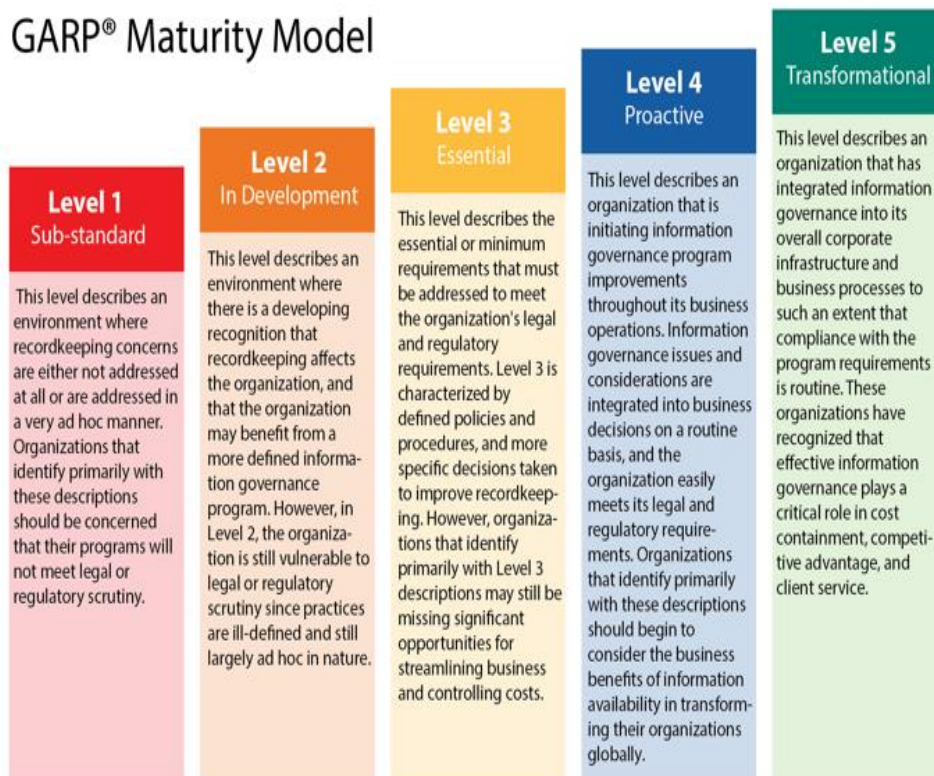 GARP® Maturity Model
Level 1
Sub-standard
This level describes an
environment where
recordkeeping concerns
are either not addressed
at all or are addressed in
a very ad hoc manner.
Organizations that
identify primarily with
these descriptions
should be concerned
that their programs will
not meet legal or
regulatory scrutiny.
Level 2
In Development
This level describes an
environment where
there is a developing
recognition that
recordkeeping affects
the organization, and
that the organization
may benefit from a
more defined informa-
tion governance
program. However, in
Level 2, the organiza-
tion is still vulnerable to
legal or regulatory
scrutiny since practices
are ill-defined and still
largely ad hoc in nature.
Level 3
Essential
This level describes the
essential or minimum
requirements that must
be addressed to meet
the organization's legal
and regulatory
requirements. Level 3 is
characterized by
defined policies and
procedures, and more
specific decisions taken
to improve recordkeep-
ing. However, organiza-
tions that identify
primarily with Level 3
descriptions may still be
missing significant
opportunities for
streamlining business
and controlling costs.
Level 4
Proactive
This level describes an
organization that is
initiating information
governance program
improvements
throughout its business
operations. Information
governance issues and
considerations are
integrated into business
decisions on a routine
basis, and the
organization easily
meets its legal and
regulatory require-
ments. Organizations
that identify primarily
with these descriptions
should begin to
consider the business
benefits of information
availability in transform-
ing their organizations
globally.
Level 5
Transformational
This level describes an
organization that has
integrated information
governance into its
overall corporate
infrastructure and
business processes to
such an extent that
compliance with the
program requirements
is routine. These
organizations have
recognized that
effective information
governance plays a
critical role in cost
containment, competi-
tive advantage, and
client service.